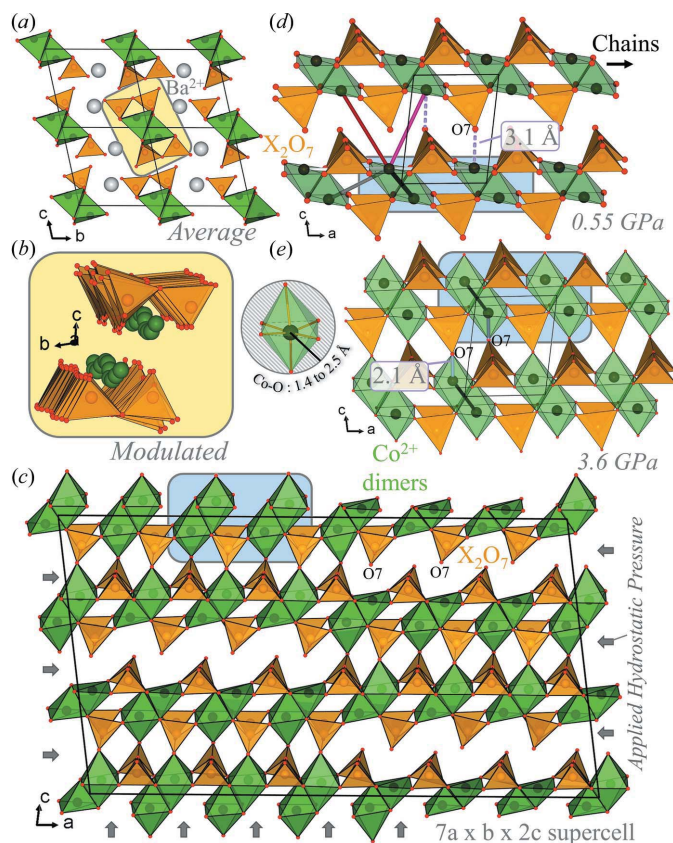 (a)
Ba²⁺
X₂O₇
c
b
Average
(d)
Chains
O7
3.1 Å
c
a
0.55 GPa
(b)
c
b
a
Modulated
Co-O : 1.4 to 2.5 Å
(e)
O7
O7
2.1 Å
c
a
3.6 GPa
Co²⁺
dimers
(c)
X₂O₇
O7
O7
Applied Hydrostatic Pressure
c
a
7a x b x 2c supercell